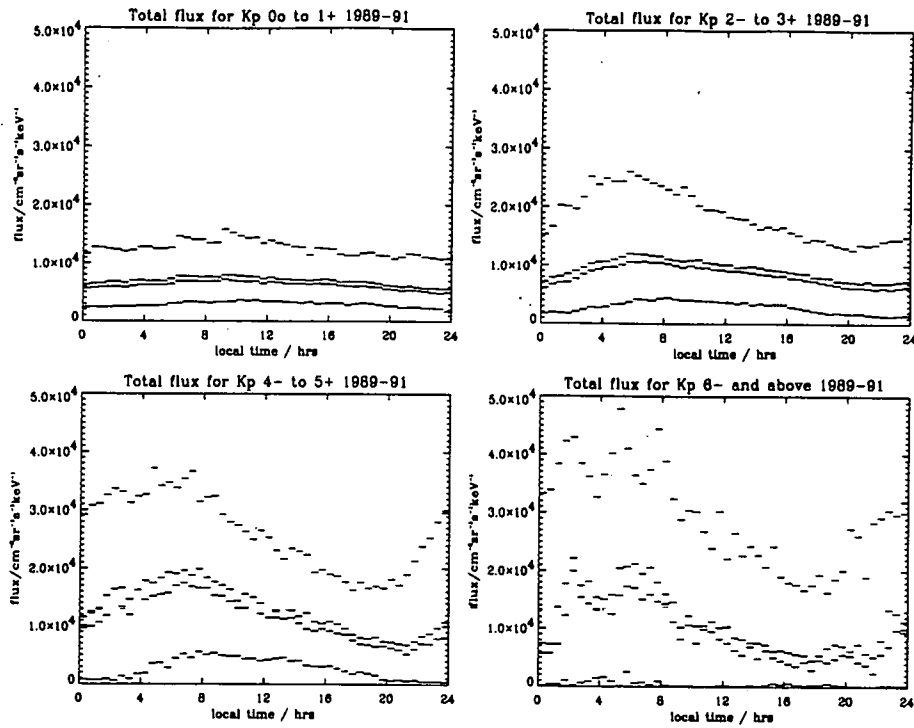 Total flux for Kp 0o to 1+ 1989-91
5.0×10⁴
4.0×10⁴
3.0×10⁴
2.0×10⁴
1.0×10⁴
0
flux/cm⁻²sr⁻¹s⁻¹keV⁻¹
0 4 8 12 16 20 24
local time / hrs
Total flux for Kp 2- to 3+ 1989-91
5.0×10⁴
4.0×10⁴
3.0×10⁴
2.0×10⁴
1.0×10⁴
0
flux/cm⁻²sr⁻¹s⁻¹keV⁻¹
0 4 8 12 16 20 24
local time / hrs
Total flux for Kp 4- to 5+ 1989-91
5.0×10⁴
4.0×10⁴
3.0×10⁴
2.0×10⁴
1.0×10⁴
0
flux/cm⁻²sr⁻¹s⁻¹keV⁻¹
0 4 8 12 16 20 24
local time / hrs
Total flux for Kp 6- and above 1989-91
5.0×10⁴
4.0×10⁴
3.0×10⁴
2.0×10⁴
1.0×10⁴
0
flux/cm⁻²sr⁻¹s⁻¹keV⁻¹
0 4 8 12 16 20 24
local time / hrs